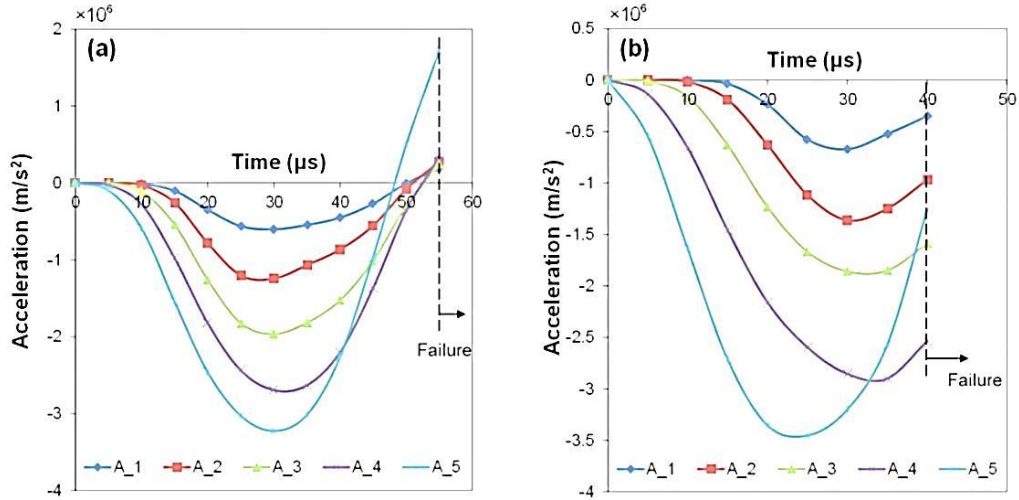 ×10⁶
2
(a)
1
Time (µs)
0
0 10 20 30 40 50 60
-1
-2
-3
-4
Acceleration (m/s²)
Failure
A_1 A_2 A_3 A_4 A_5
×10⁶
0.5
(b)
Time (µs)
0
0 10 20 30 40 50
-0.5
-1
-1.5
-2
-2.5
-3
-3.5
-4
Acceleration (m/s²)
Failure
A_1 A_2 A_3 A_4 A_5